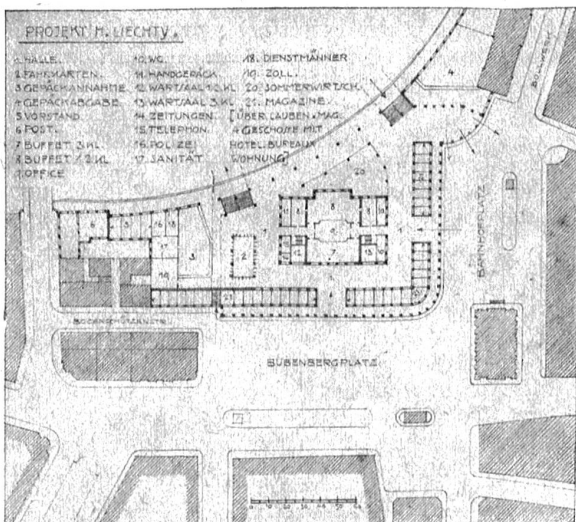 PROJEKT M. LIECHTY.
1. HALLE.
2 FAHRKARTEN.
3 GEPÄCKANNAHME
4 GEPÄCKABGABE
5 VORSTAND
6 POST.
7 BUFFET 3.KL.
8 BUFFET 1/2 KL
9 OFFICE
10. WC.
11. HANDGEPÄCK
12. WARTSAAL 1/2. KL
13 WARTSAAL 3. KL
14. ZEITUNGEN.
15 TELEPHON.
16. POLIZEI
17. SANITÄT
18. DIENSTMÄNNER
19. ZOLL.
20. SOMMERWIRTSCH.
21. MAGAZINE.
[ÜBER LAUBEN & MAG.
4 GESCHOSSE MIT
HOTEL. BUREAUX
WOHNUNG]
BOLLWERK
BAHNHOFPLATZ
BUBENBERGPLATZ